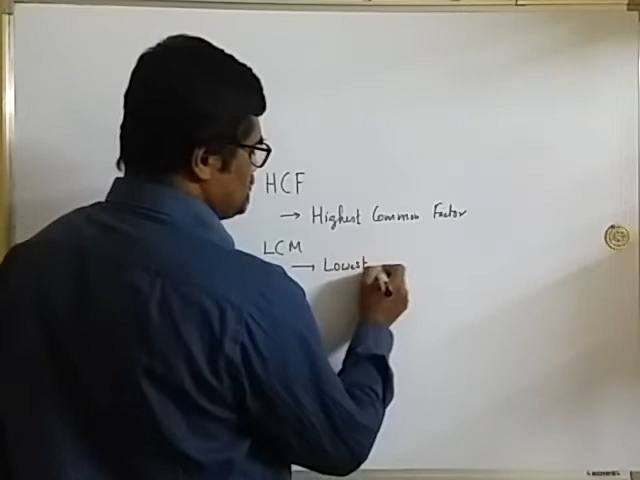 HCF
→ Highest Common Factor
LCM
→ Lowest